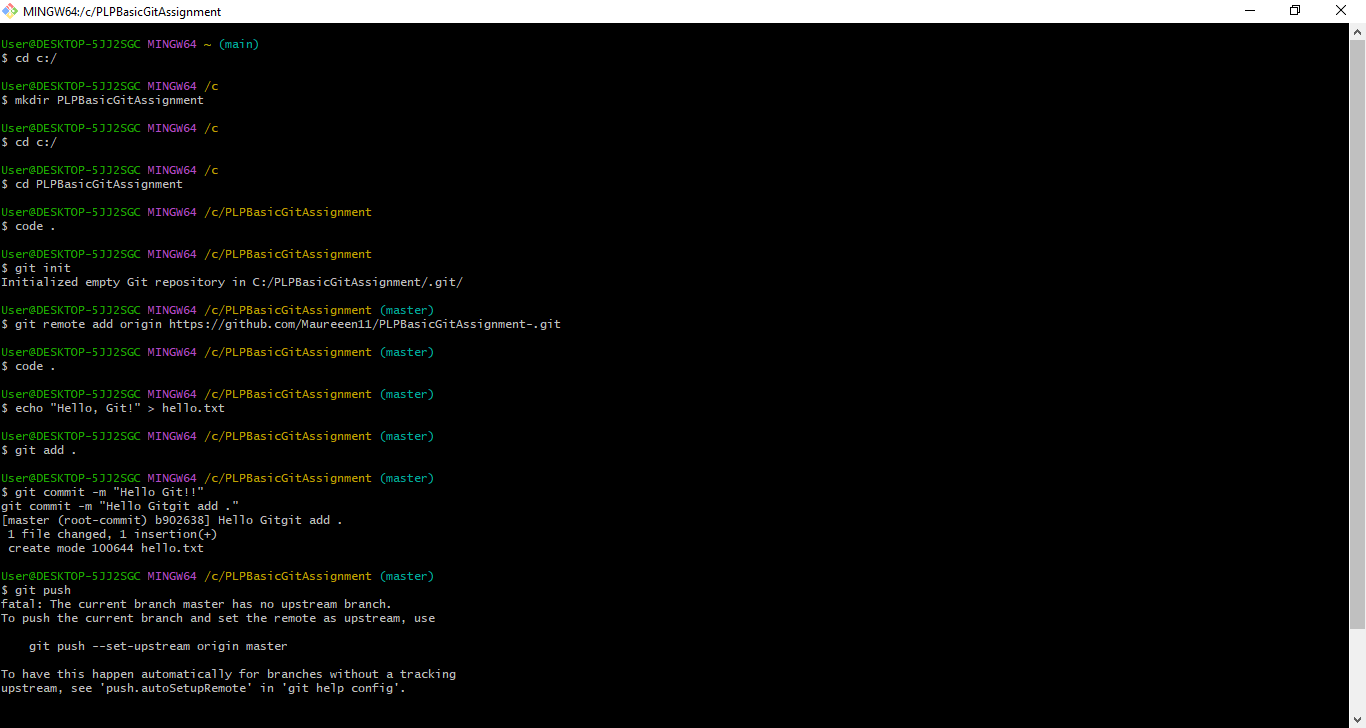 MINGW64:/c/PLPBasicGitAssignment
User@DESKTOP-5JJ2SGC MINGW64 ~ (main)
$ cd c:/
User@DESKTOP-5JJ2SGC MINGW64 /c
$ mkdir PLPBasicGitAssignment
User@DESKTOP-5JJ2SGC MINGW64 /c
$ cd c:/
User@DESKTOP-5JJ2SGC MINGW64 /c
$ cd PLPBasicGitAssignment
User@DESKTOP-5JJ2SGC MINGW64 /c/PLPBasicGitAssignment
$ code .
User@DESKTOP-5JJ2SGC MINGW64 /c/PLPBasicGitAssignment
$ git init
Initialized empty Git repository in C:/PLPBasicGitAssignment/.git/
User@DESKTOP-5JJ2SGC MINGW64 /c/PLPBasicGitAssignment (master)
$ git remote add origin https://github.com/Maureeen11/PLPBasicGitAssignment-.git
User@DESKTOP-5JJ2SGC MINGW64 /c/PLPBasicGitAssignment (master)
$ code .
User@DESKTOP-5JJ2SGC MINGW64 /c/PLPBasicGitAssignment (master)
$ echo "Hello, Git!" > hello.txt
User@DESKTOP-5JJ2SGC MINGW64 /c/PLPBasicGitAssignment (master)
$ git add .
User@DESKTOP-5JJ2SGC MINGW64 /c/PLPBasicGitAssignment (master)
$ git commit -m "Hello Git!!"
git commit -m "Hello Gitgit add ."
[master (root-commit) b902638] Hello Gitgit add .
1 file changed, 1 insertion(+)
create mode 100644 hello.txt
User@DESKTOP-5JJ2SGC MINGW64 /c/PLPBasicGitAssignment (master)
$ git push
fatal: The current branch master has no upstream branch.
To push the current branch and set the remote as upstream, use
git push --set-upstream origin master
To have this happen automatically for branches without a tracking
upstream, see 'push.autoSetupRemote' in 'git help config'.